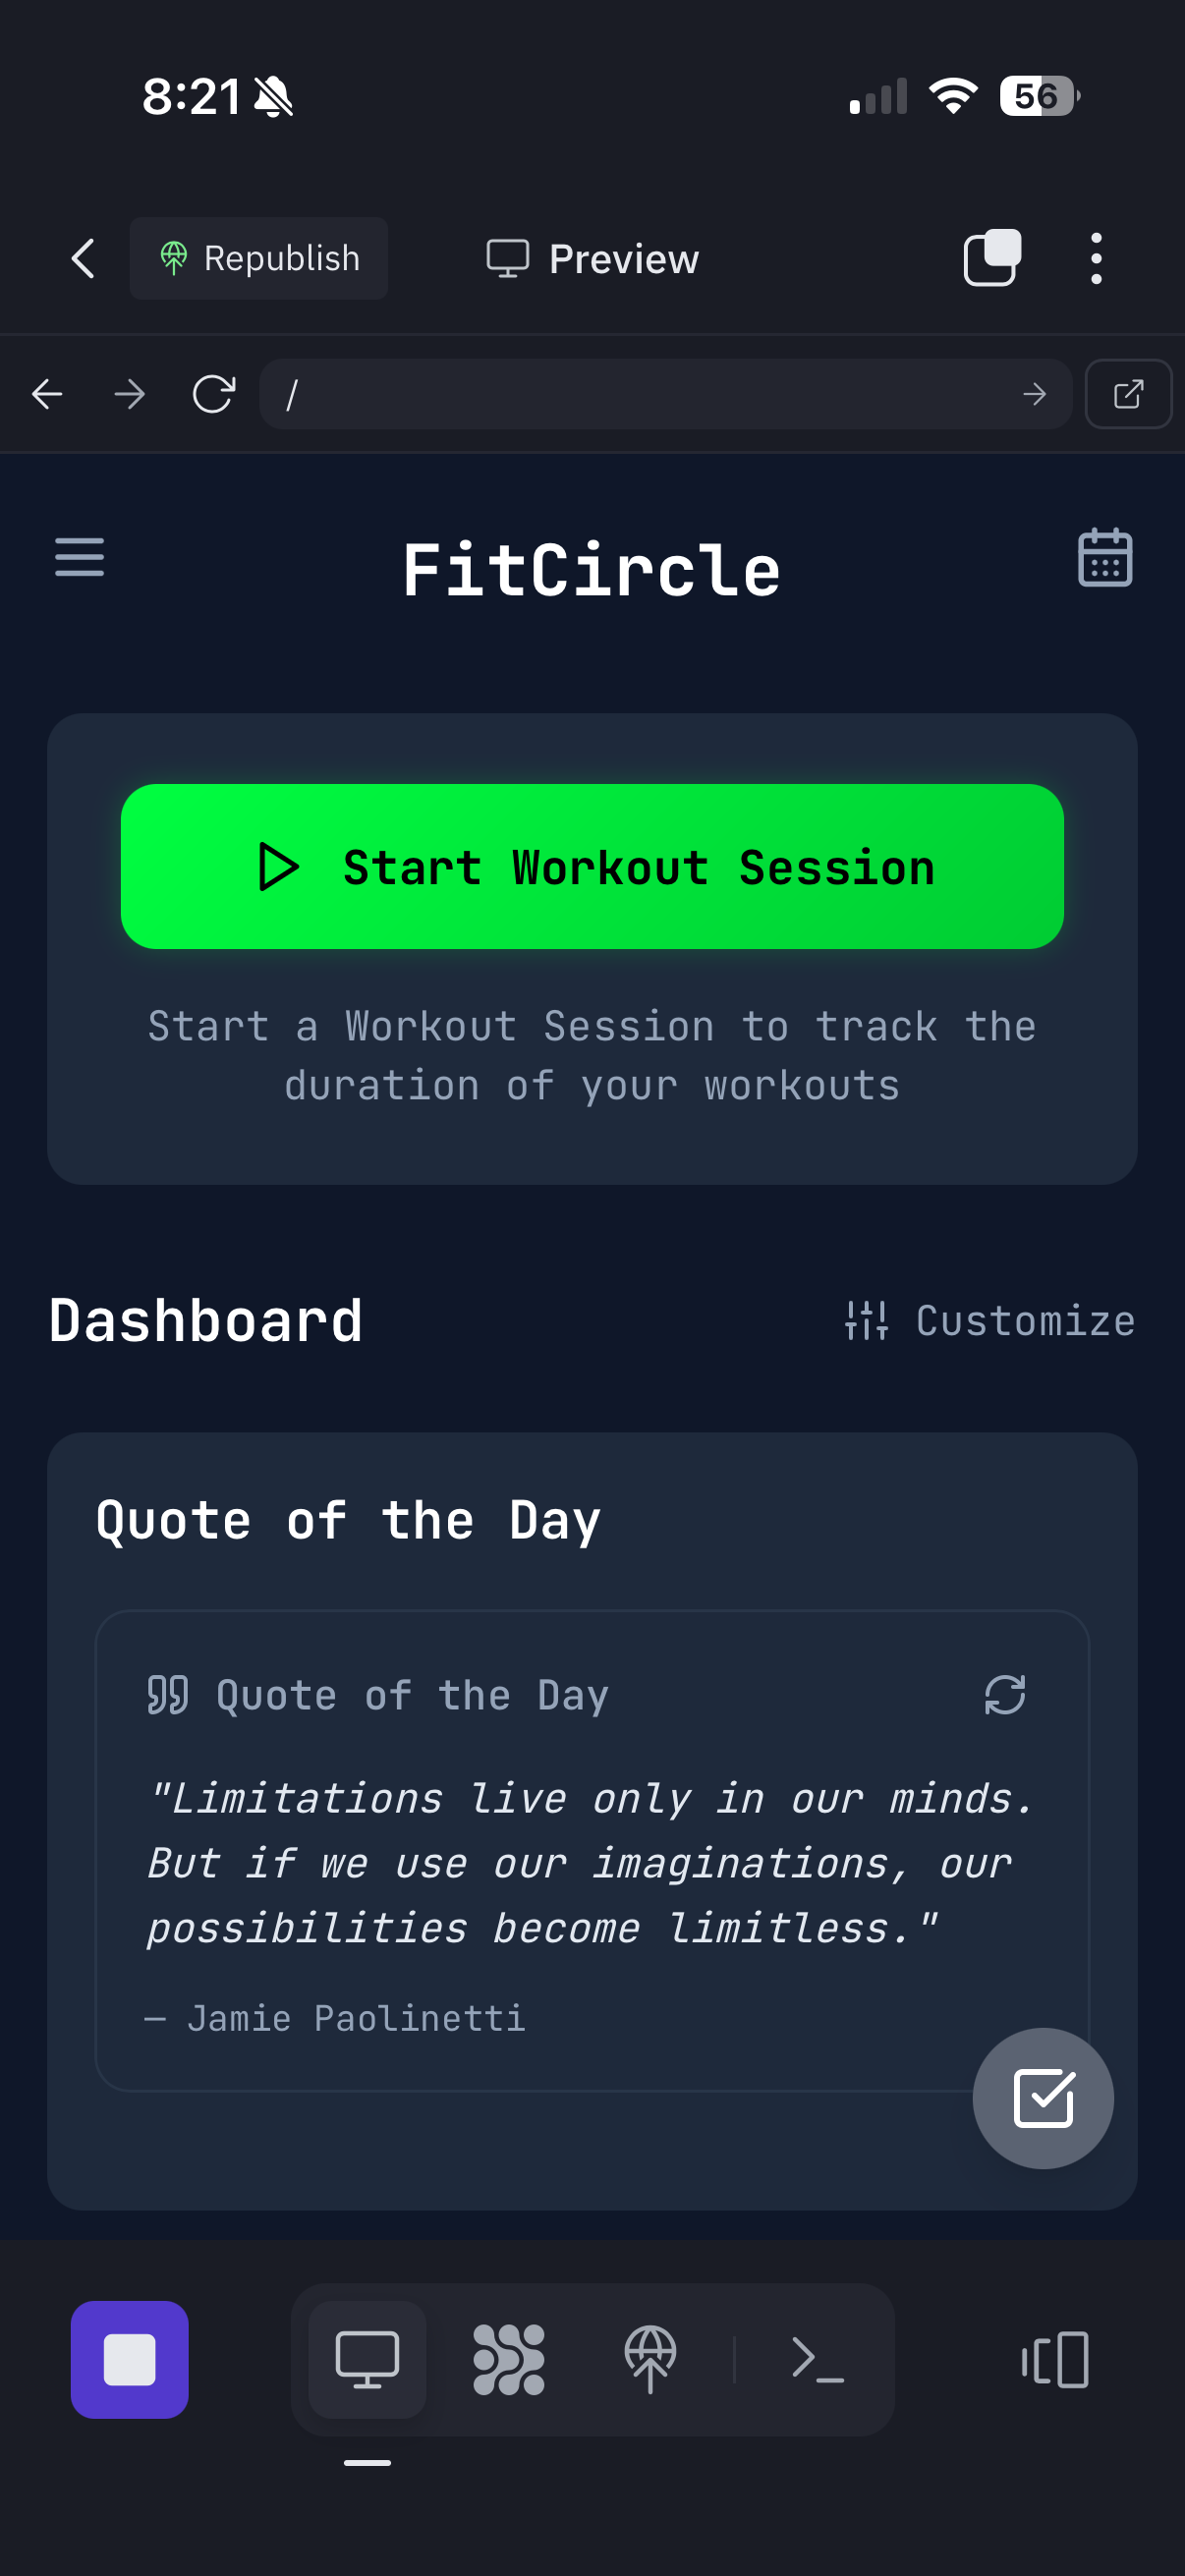 8:21
56
Republish
Preview
/
FitCircle
Start Workout Session
Start a Workout Session to track the
duration of your workouts
Dashboard
Customize
Quote of the Day
Quote of the Day
"Limitations live only in our minds.
But if we use our imaginations, our
possibilities become limitless."
— Jamie Paolinetti